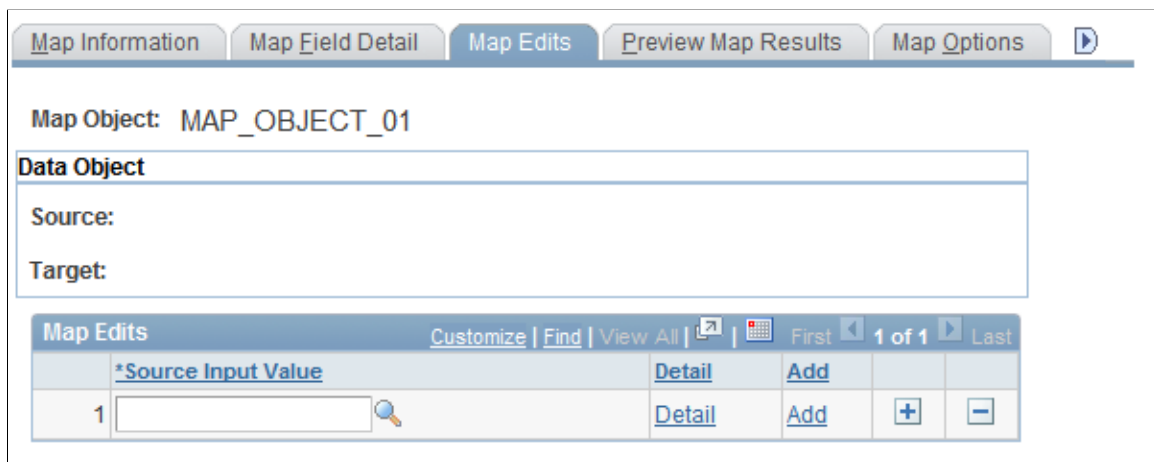 Map Information Map Field Detail Map Edits Preview Map Results Map Options
Map Object: MAP_OBJECT_01
Data Object
Source:
Target:
Map Edits Customize | Find | View All | | First 1 of 1 Last
*Source Input Value Detail Add
1 Detail Add